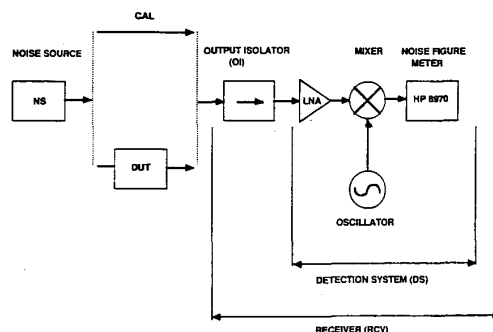 CAL
NOISE SOURCE
OUTPUT ISOLATOR
(OI)
MIXER
NOISE FIGURE
METER
NS
LNA
HP 8970
DUT
OSCILLATOR
DETECTION SYSTEM (DS)
RECEIVER (RCV)